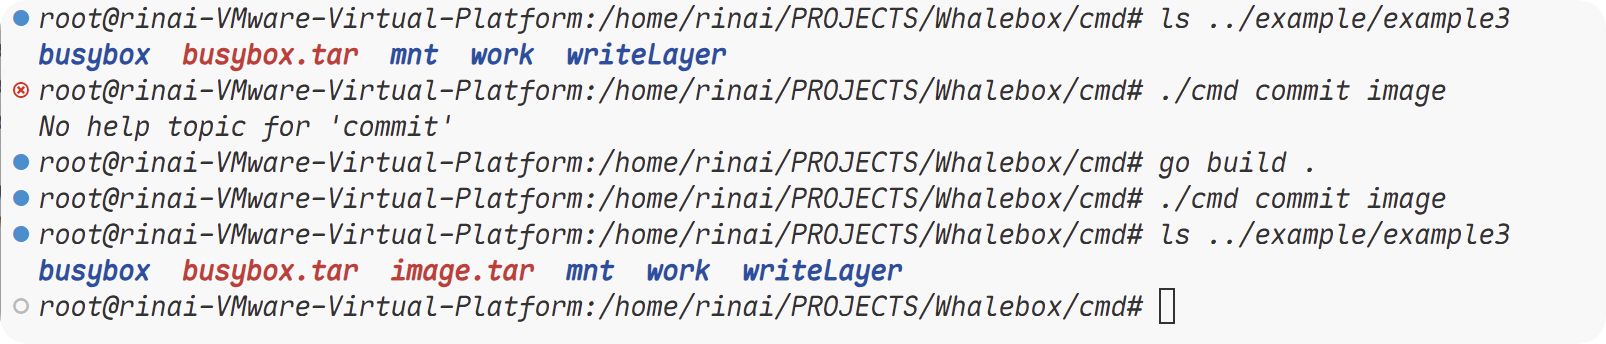 root@rinai-VMware-Virtual-Platform:/home/rinai/PROJECTS/Whalebox/cmd# ls ../example/example3
busybox  busybox.tar  mnt  work  writeLayer
root@rinai-VMware-Virtual-Platform:/home/rinai/PROJECTS/Whalebox/cmd# ./cmd commit image
No help topic for 'commit'
root@rinai-VMware-Virtual-Platform:/home/rinai/PROJECTS/Whalebox/cmd# go build .
root@rinai-VMware-Virtual-Platform:/home/rinai/PROJECTS/Whalebox/cmd# ./cmd commit image
root@rinai-VMware-Virtual-Platform:/home/rinai/PROJECTS/Whalebox/cmd# ls ../example/example3
busybox  busybox.tar  image.tar  mnt  work  writeLayer
root@rinai-VMware-Virtual-Platform:/home/rinai/PROJECTS/Whalebox/cmd#